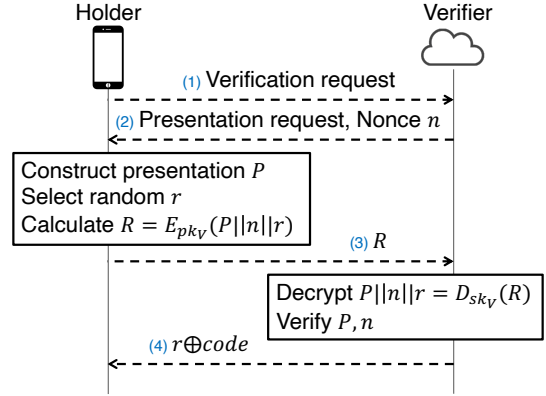 Holder
Verifier
(1) Verification request
(2) Presentation request, Nonce n
Construct presentation P
Select random r
Calculate R = E_{pk_V}(P||n||r)
(3) R
Decrypt P||n||r = D_{sk_V}(R)
Verify P, n
(4) r⊕code